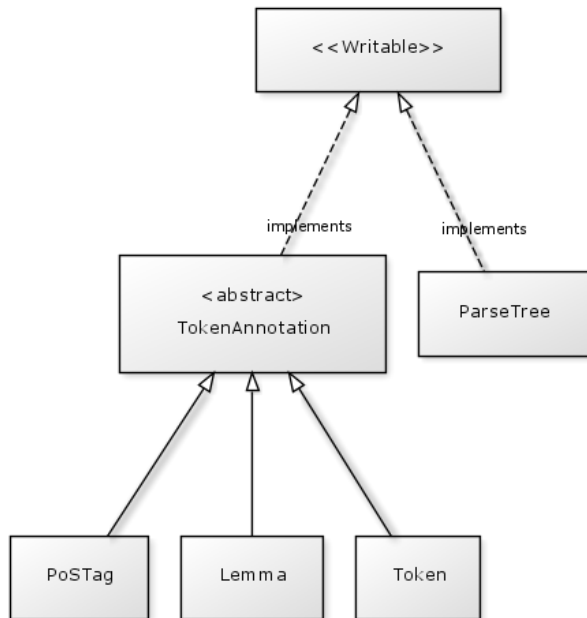 <<Writable>>
implements
implements
<abstract>
TokenAnnotation
ParseTree
PoSTag
Lemma
Token